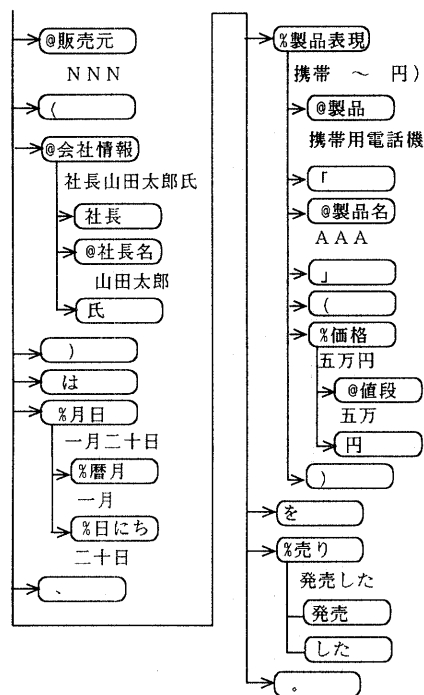 @販売元
NNN
(
@会社情報
社長山田太郎氏
社長
@社長名
山田太郎
氏
)
は
%月日
一月二十日
%暦月
一月
%日にち
二十日
、
%製品表現
携帯 ～ 円)
@製品
携帯用電話機
「
@製品名
AAA
」
(
%価格
五万円
@値段
五万
円
)
を
%売り
発売した
発売
した
。